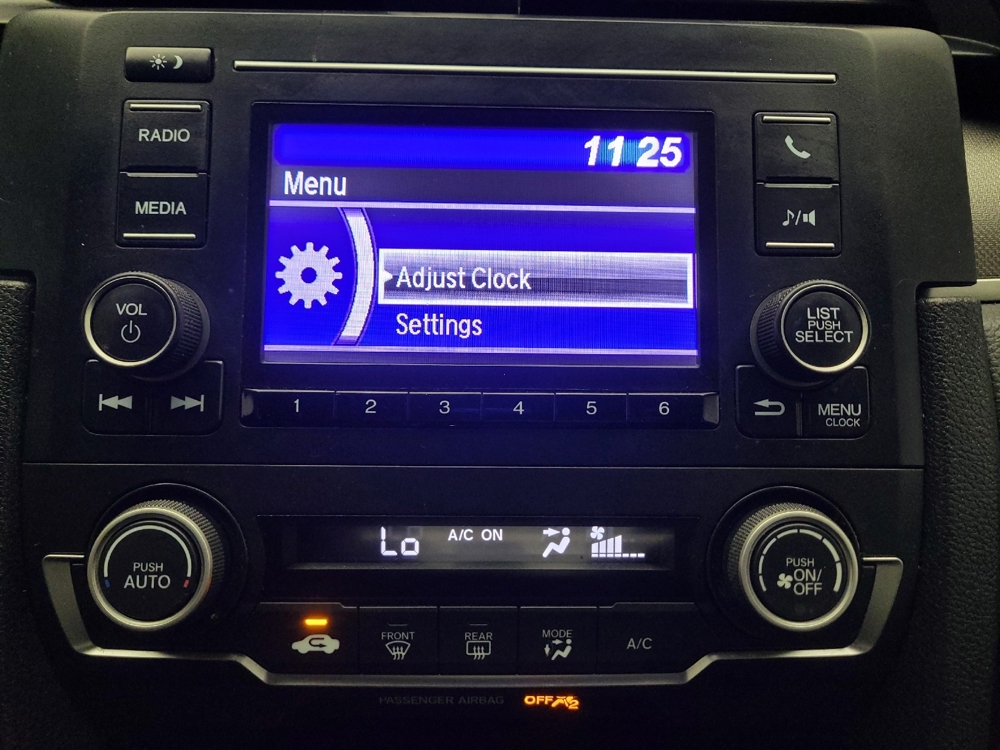 RADIO
MEDIA
VOL
11 25
Menu
Adjust Clock
Settings
LIST
PUSH
SELECT
1 2 3 4 5 6
MENU
CLOCK
PUSH
AUTO
Lo A/C ON
PUSH
ON/
OFF
FRONT
REAR
MODE
A/C
PASSENGER AIRBAG OFF 2